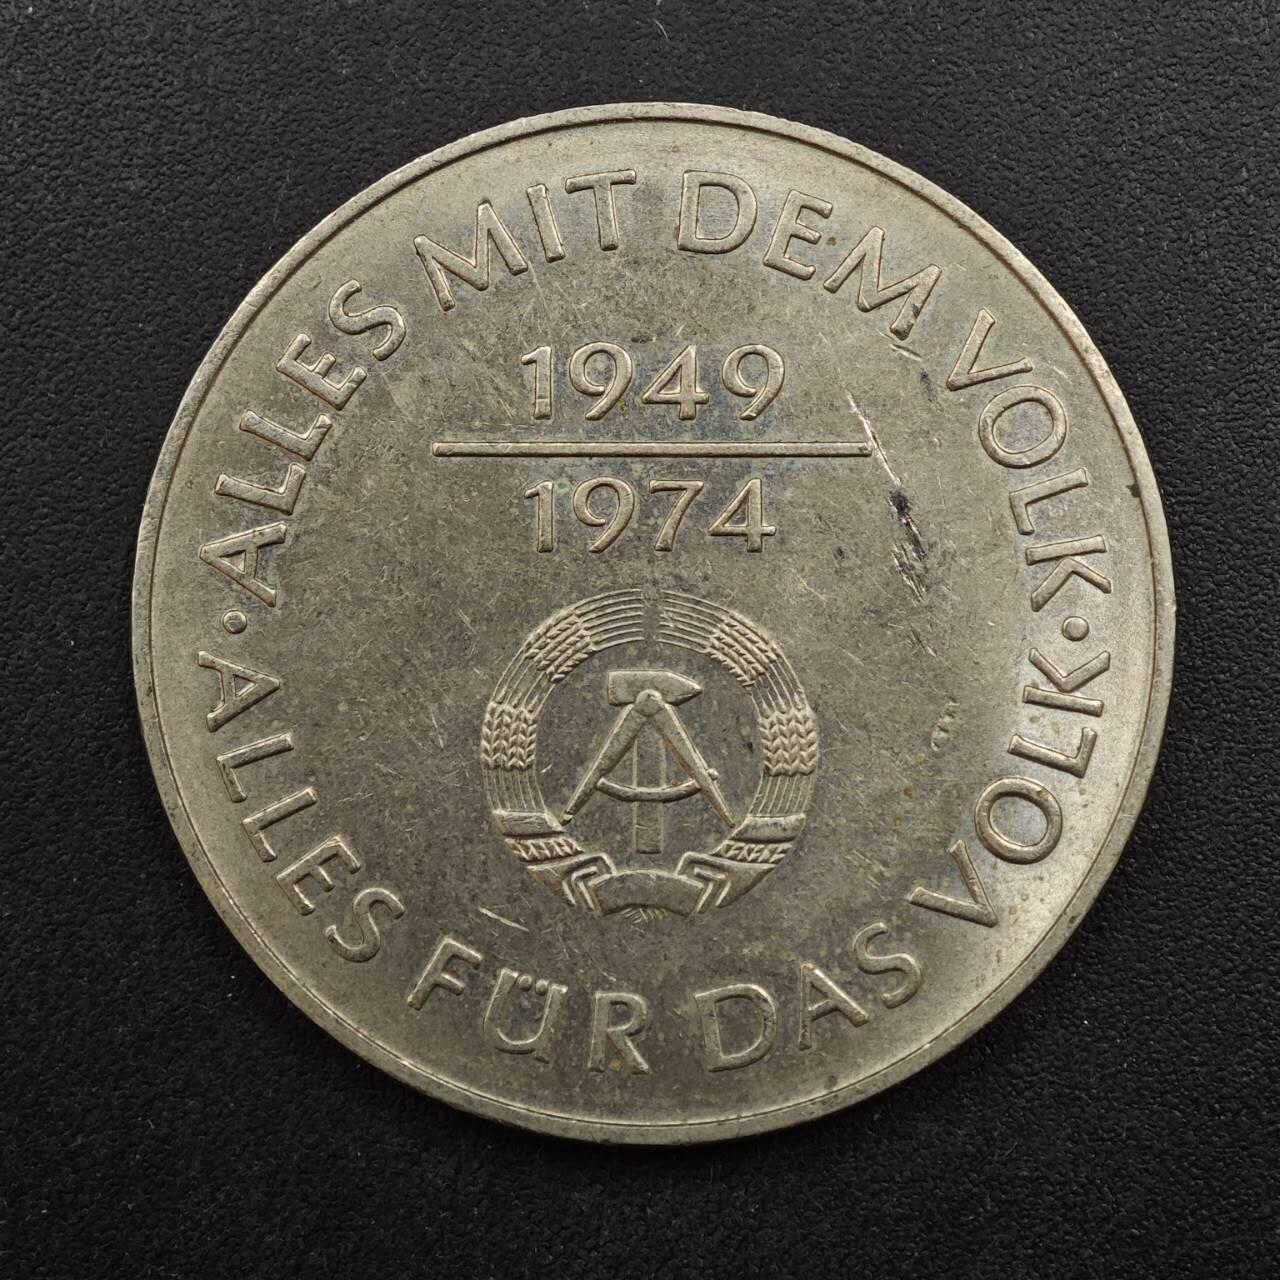 ALLES MIT DEM VOLK ·
1949
1974
· ALLES FÜR DAS VOLK